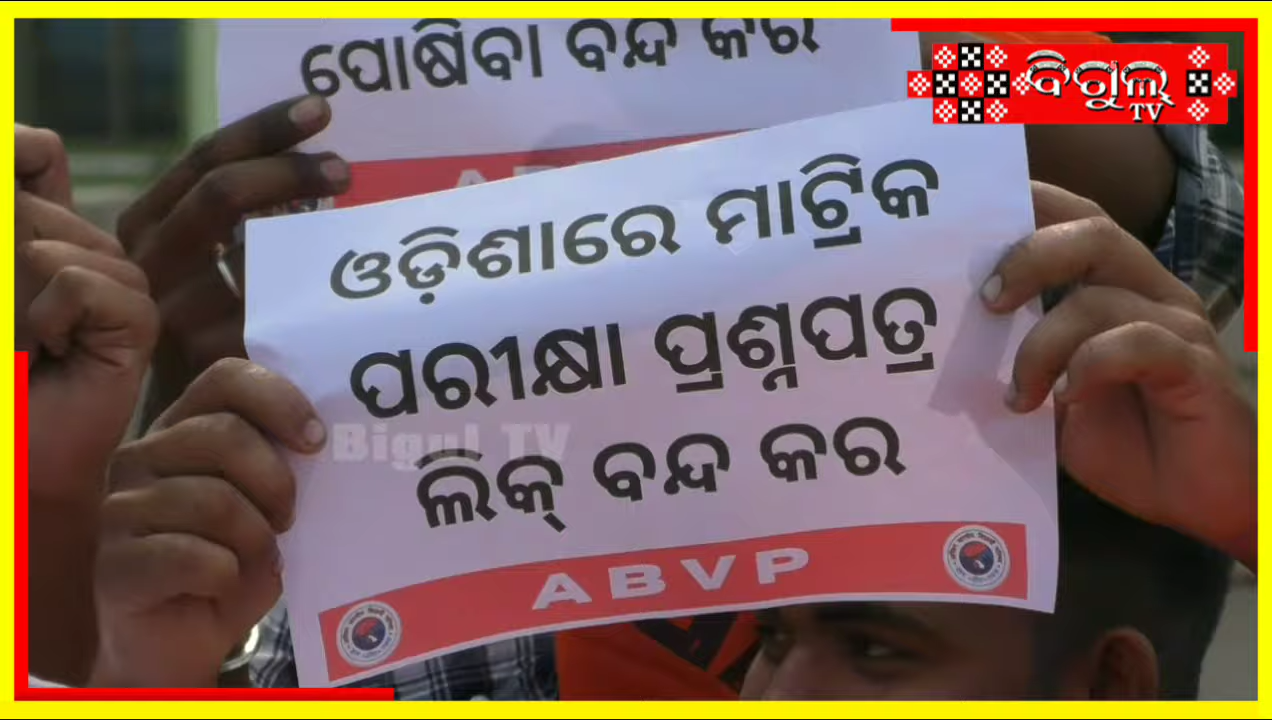 ପୋଷିବା ବନ୍ଦ କର
ବିଗୁଲ୍
TV
ଓଡ଼ିଶାରେ ମାଟ୍ରିକ
ପରୀକ୍ଷା ପ୍ରଶ୍ନପତ୍ର
ଲିକ୍ ବନ୍ଦ କର
Bigul TV
ABVP